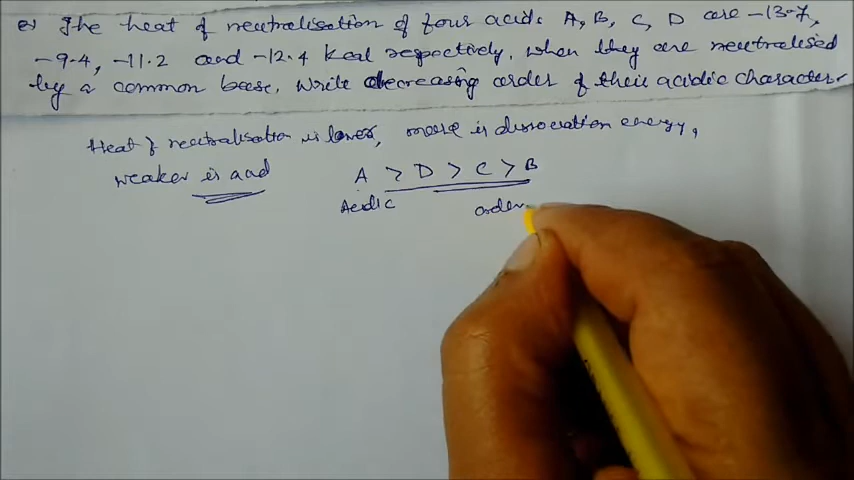 Q) The heat of neutralisation of four acids A, B, C, D are -13.7,
-9.4, -11.2 and -12.4 Kcal respectively, when they are neutralised
by a common base. Write decreasing order of their acidic character.
Heat of neutralisation is lower, more is dissociation energy,
weaker is acid A > D > C > B
Acidic order